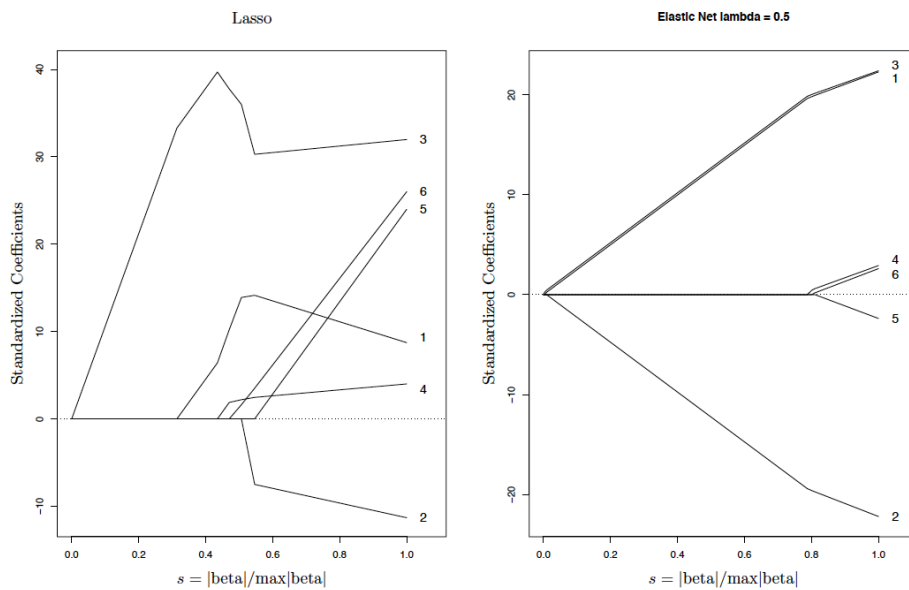 Lasso
Standardized Coefficients
40
30
20
10
0
−10
3
6
5
1
4
2
0.0 0.2 0.4 0.6 0.8 1.0
s = |beta|/max|beta|
Elastic Net lambda = 0.5
Standardized Coefficients
20
10
0
−10
−20
3
1
4
6
5
2
0.0 0.2 0.4 0.6 0.8 1.0
s = |beta|/max|beta|